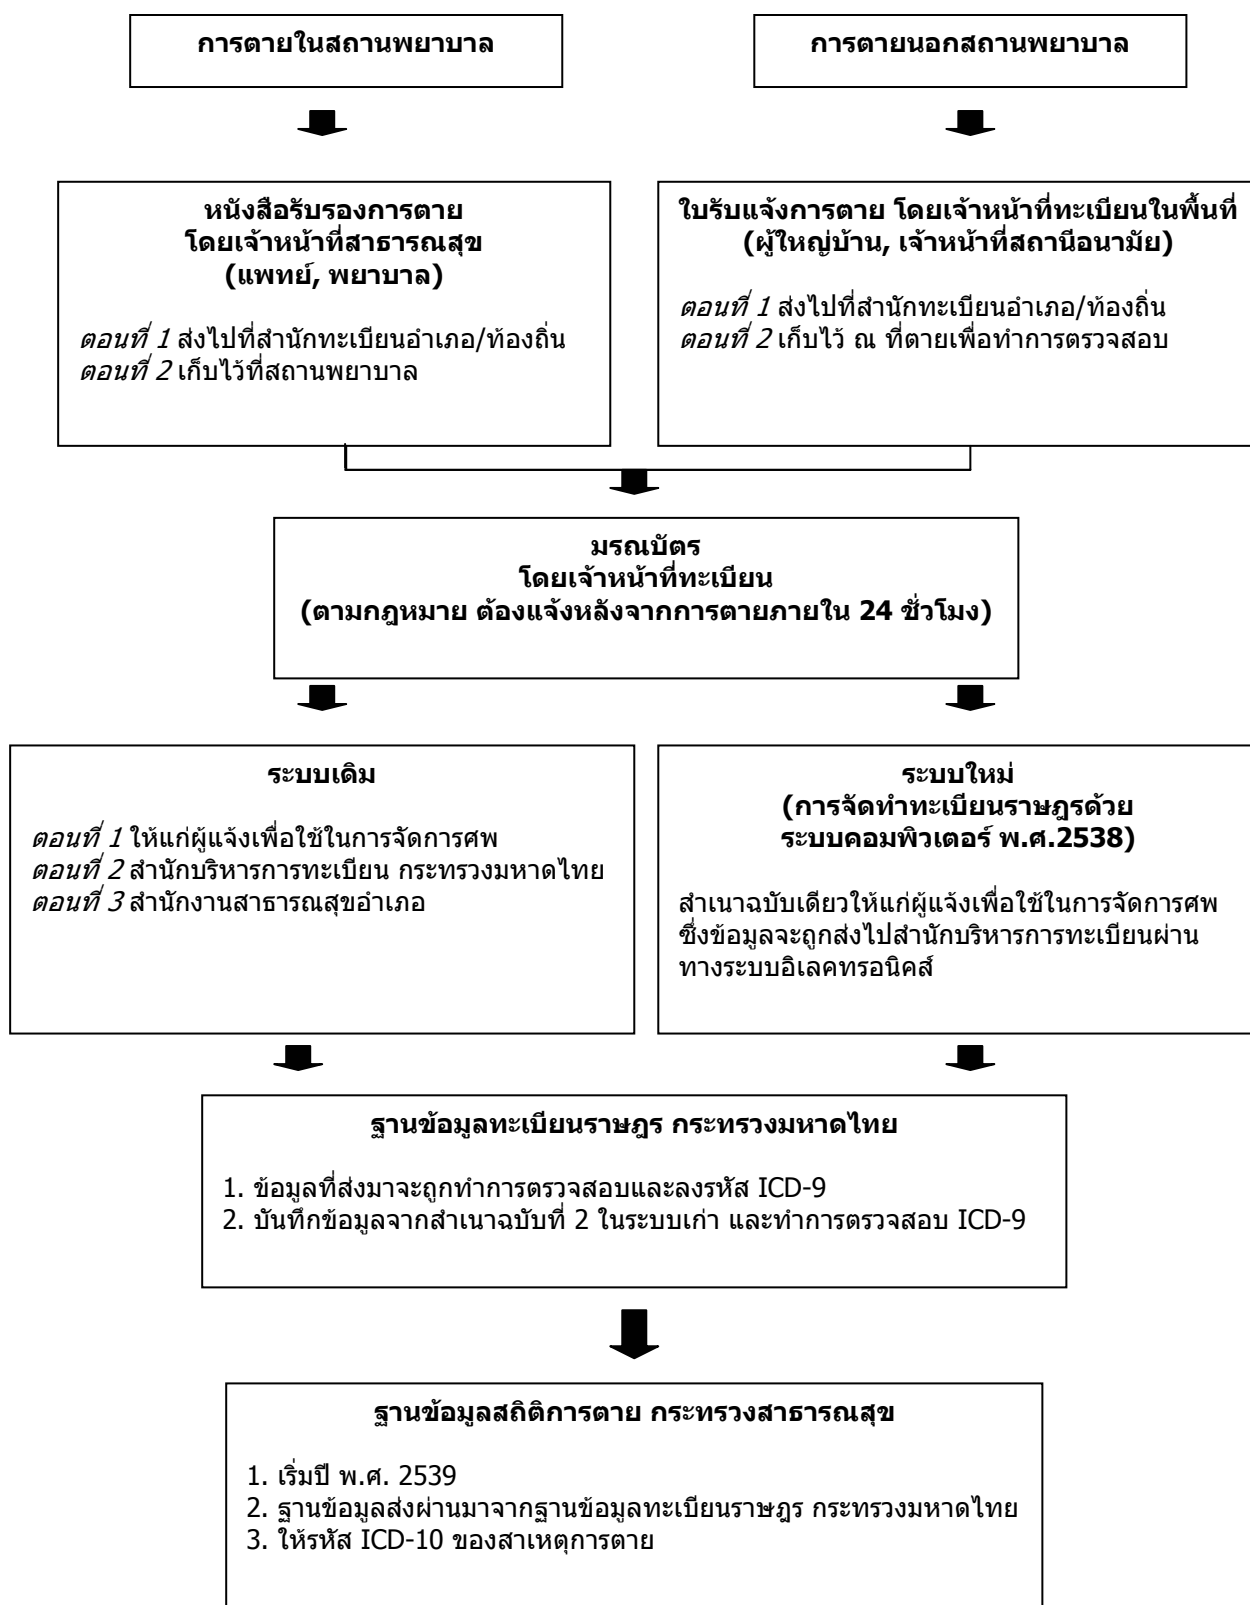 การตายในสถานพยาบาล
การตายนอกสถานพยาบาล
หนังสือรับรองการตาย
โดยเจ้าหน้าที่สาธารณสุข
(แพทย์, พยาบาล)
ตอนที่ 1 ส่งไปที่สำนักทะเบียนอำเภอ/ท้องถิ่น
ตอนที่ 2 เก็บไว้ที่สถานพยาบาล
ใบรับแจ้งการตาย โดยเจ้าหน้าที่ทะเบียนในพื้นที่
(ผู้ใหญ่บ้าน, เจ้าหน้าที่สถานีอนามัย)
ตอนที่ 1 ส่งไปที่สำนักทะเบียนอำเภอ/ท้องถิ่น
ตอนที่ 2 เก็บไว้ ณ ที่ตายเพื่อทำการตรวจสอบ
มรณบัตร
โดยเจ้าหน้าที่ทะเบียน
(ตามกฎหมาย ต้องแจ้งหลังจากการตายภายใน 24 ชั่วโมง)
ระบบเดิม
ตอนที่ 1 ให้แก่ผู้แจ้งเพื่อใช้ในการจัดการศพ
ตอนที่ 2 สำนักบริหารการทะเบียน กระทรวงมหาดไทย
ตอนที่ 3 สำนักงานสาธารณสุขอำเภอ
ระบบใหม่
(การจัดทำทะเบียนราษฎรด้วย
ระบบคอมพิวเตอร์ พ.ศ.2538)
สำเนาฉบับเดียวให้แก่ผู้แจ้งเพื่อใช้ในการจัดการศพ
ซึ่งข้อมูลจะถูกส่งไปสำนักบริหารการทะเบียนผ่าน
ทางระบบอิเลคทรอนิคส์
ฐานข้อมูลทะเบียนราษฎร กระทรวงมหาดไทย
1. ข้อมูลที่ส่งมาจะถูกทำการตรวจสอบและลงรหัส ICD-9
2. บันทึกข้อมูลจากสำเนาฉบับที่ 2 ในระบบเก่า และทำการตรวจสอบ ICD-9
ฐานข้อมูลสถิติการตาย กระทรวงสาธารณสุข
1. เริ่มปี พ.ศ. 2539
2. ฐานข้อมูลส่งผ่านมาจากฐานข้อมูลทะเบียนราษฎร กระทรวงมหาดไทย
3. ให้รหัส ICD-10 ของสาเหตุการตาย